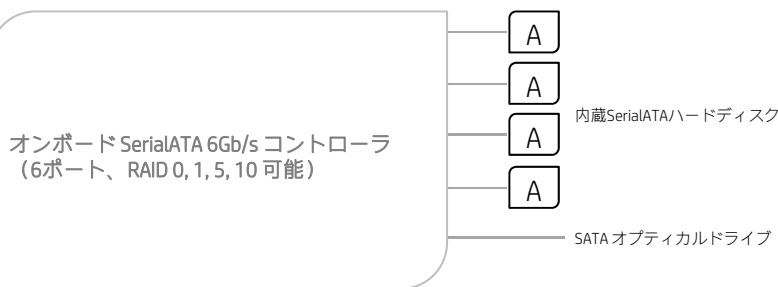 A
A
内蔵SerialATAハードディスク
オンボード SerialATA 6Gb/s コントローラ
（6ポート、RAID 0, 1, 5, 10 可能）
A
A
SATA オプティカルドライブ